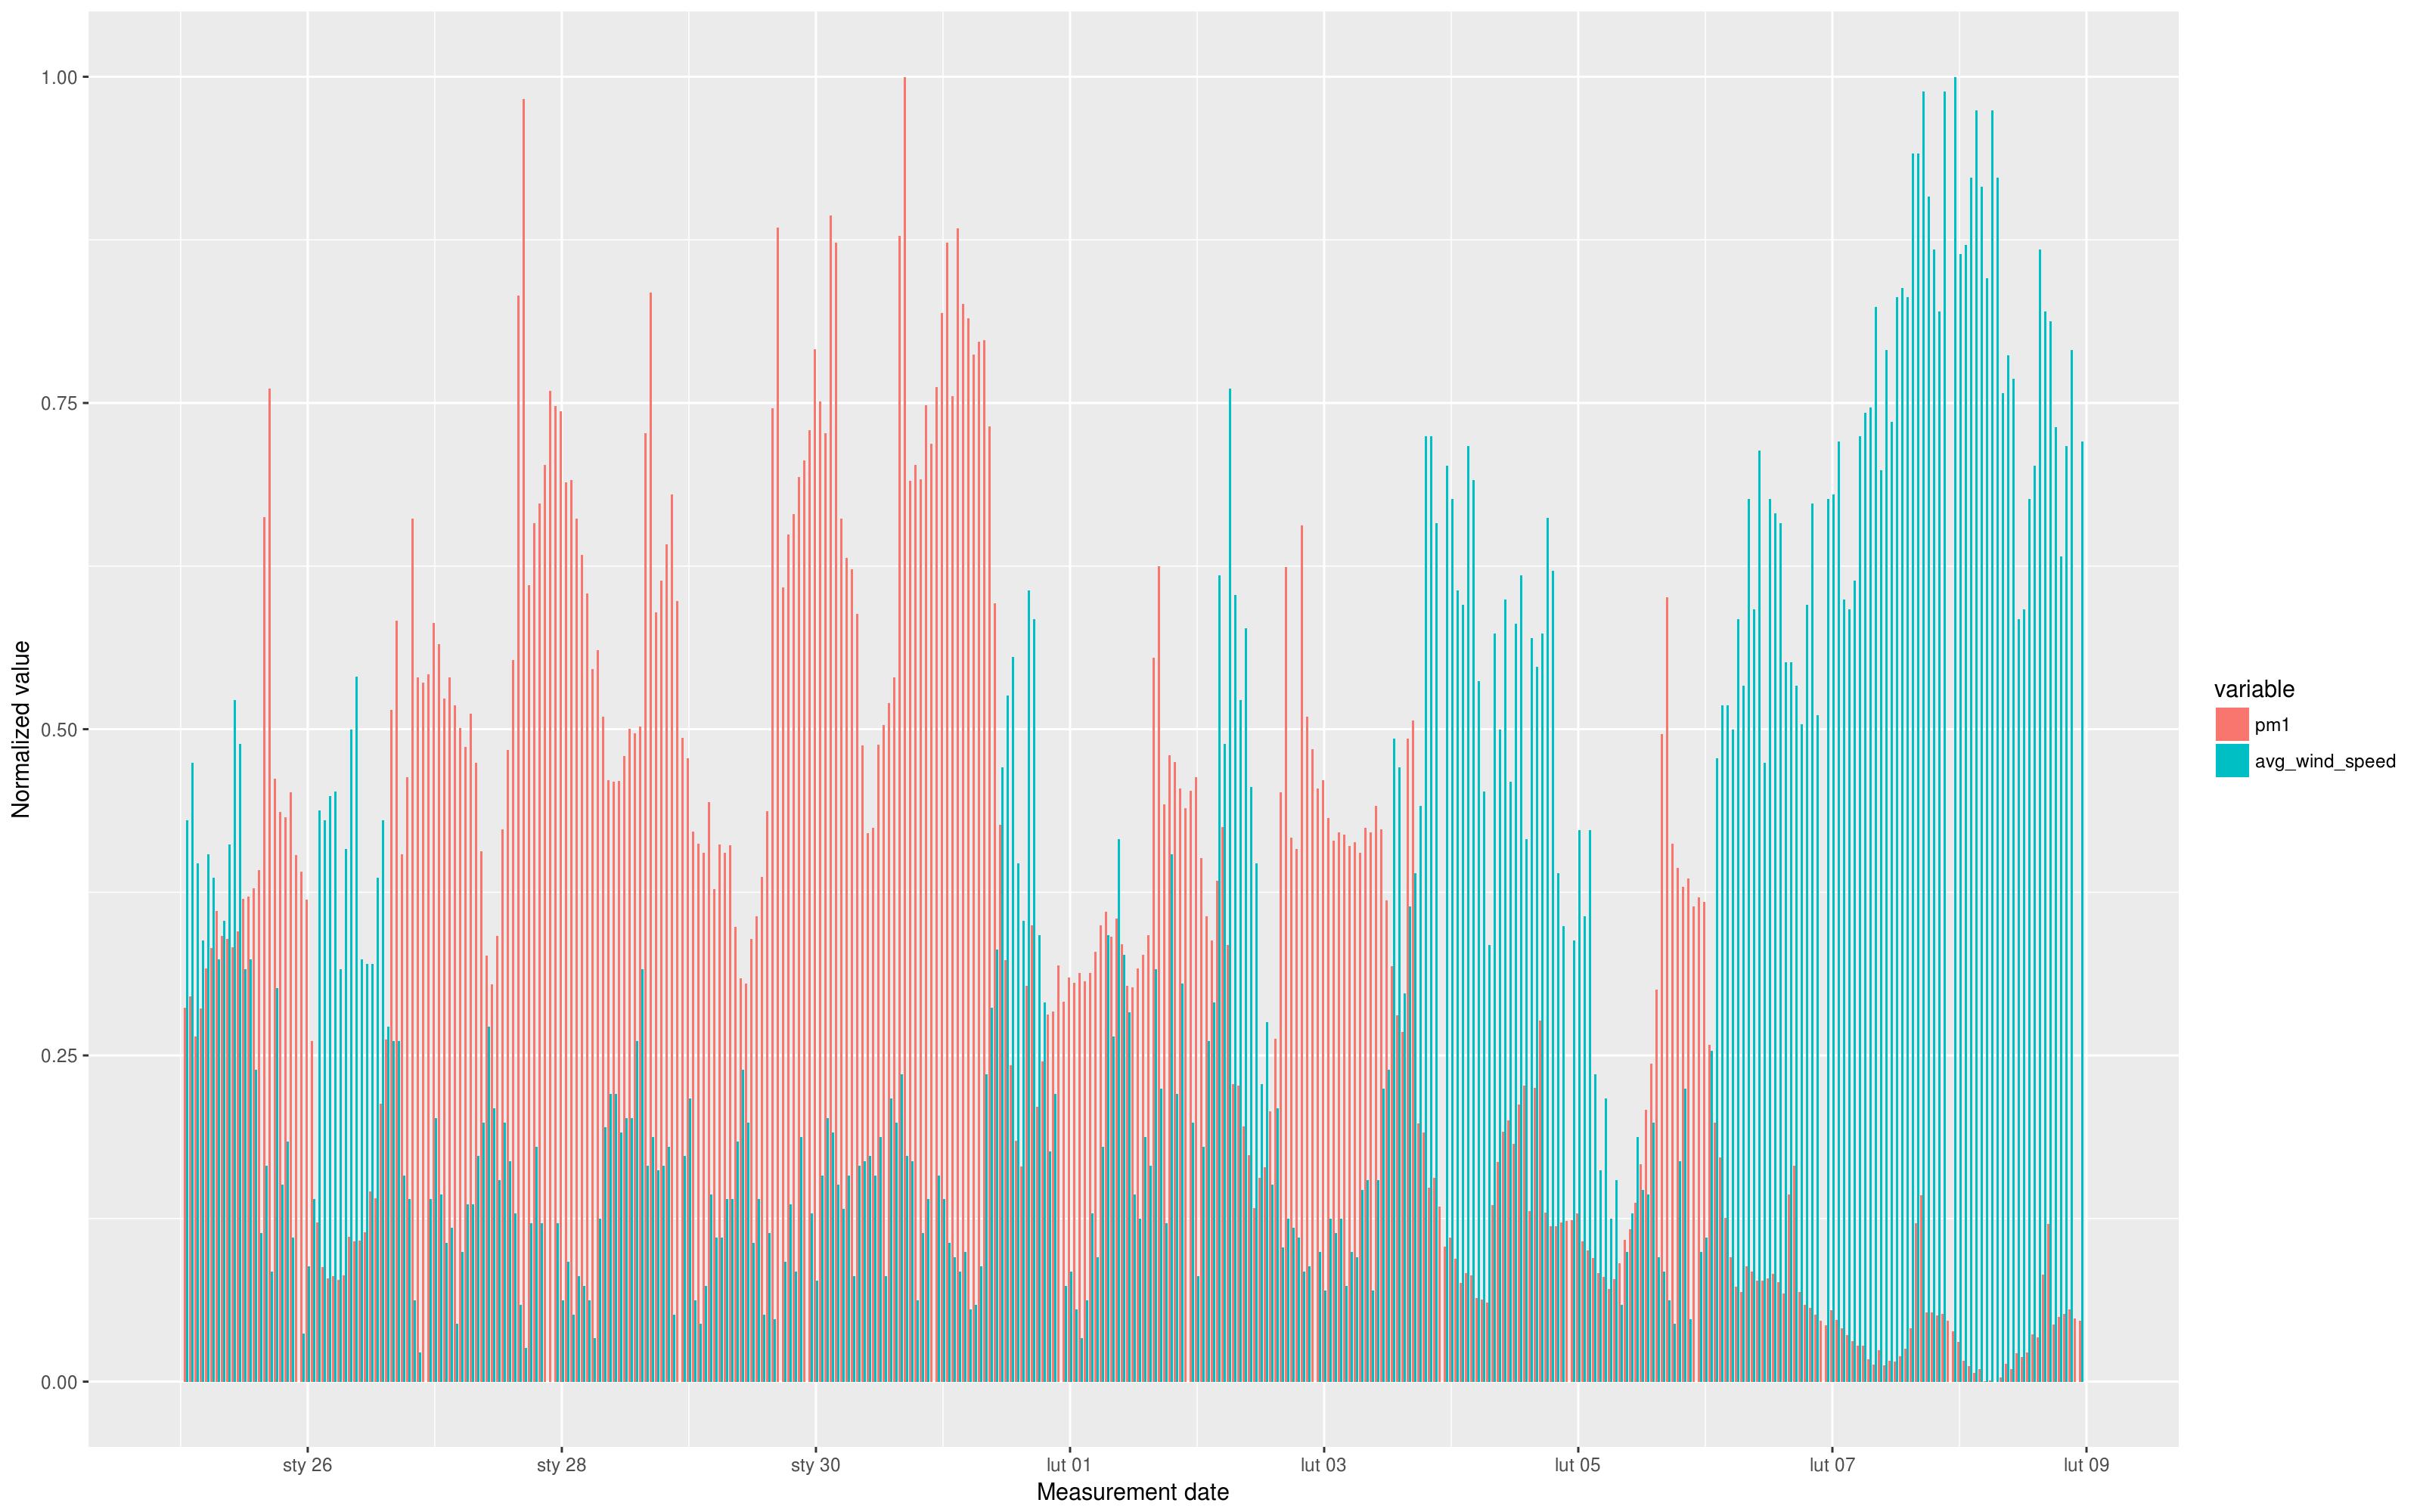 1.00
0.75
0.50
0.25
0.00
Normalized value
sty 26
sty 28
sty 30
lut 01
lut 03
lut 05
lut 07
lut 09
Measurement date
variable
pm1
avg_wind_speed